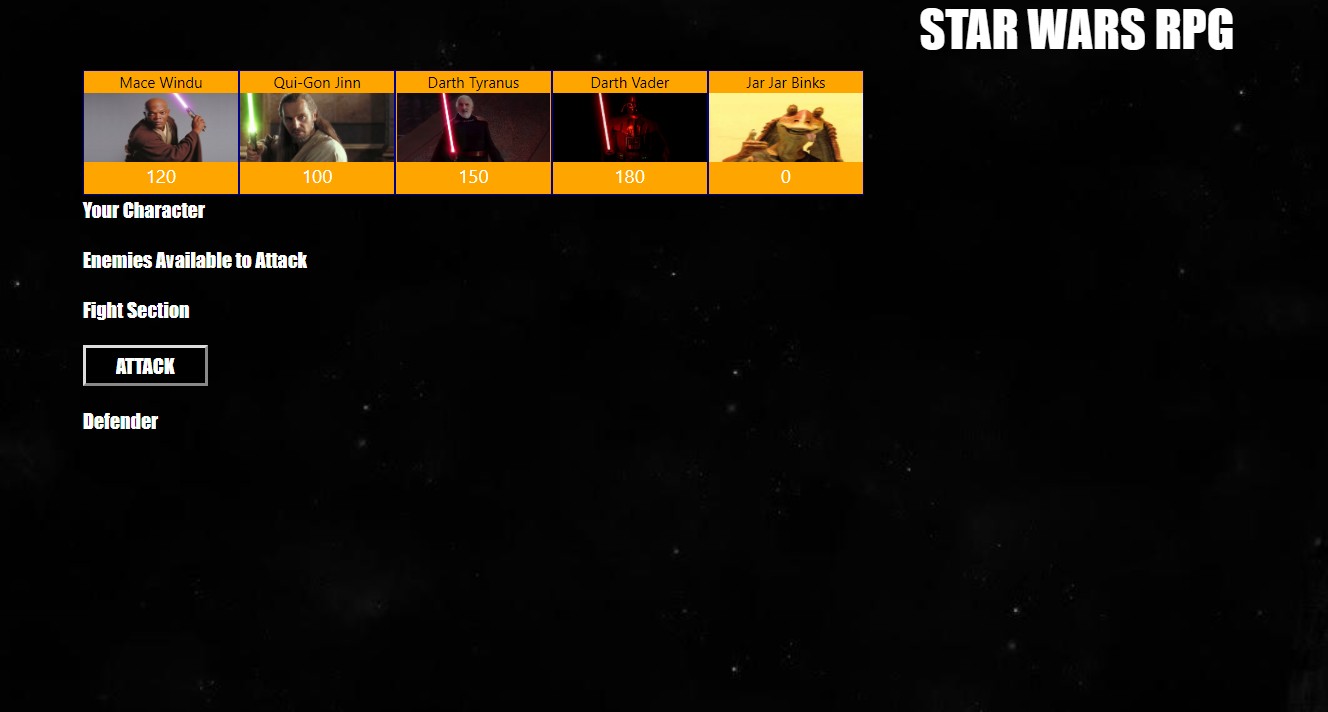 STAR WARS RPG
Mace Windu Qui-Gon Jinn Darth Tyranus Darth Vader Jar Jar Binks
120 100 150 180 0
Your Character
Enemies Available to Attack
Fight Section
ATTACK
Defender